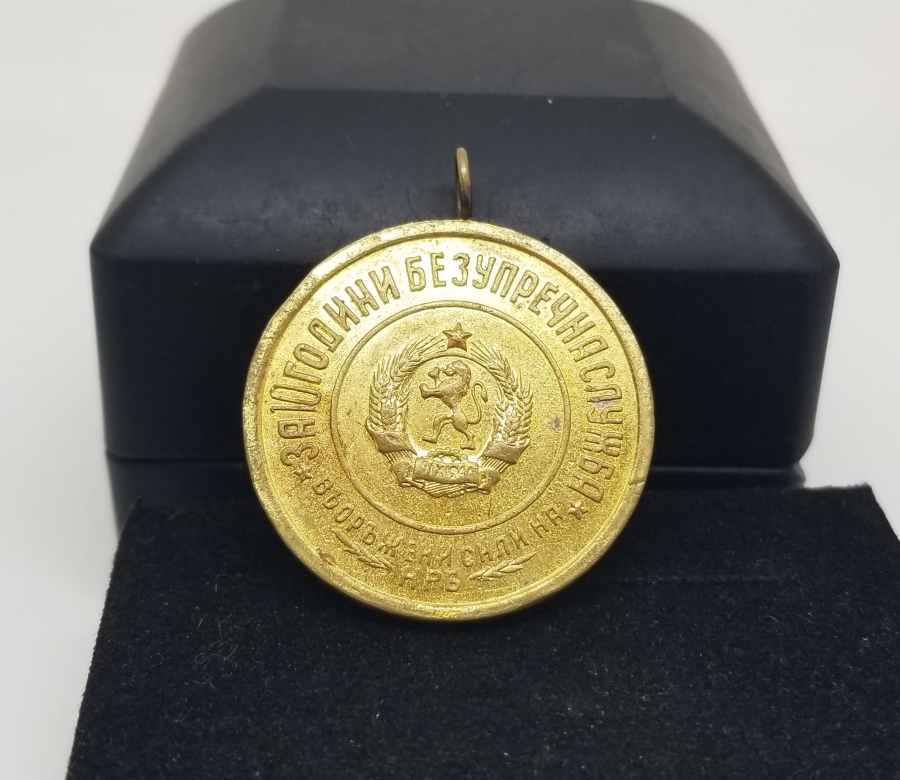 ЗА 10 ГОДИНИ БЕЗУПРЕЧНА СЛУЖБА
ВЪОРЪЖЕНИ СИЛИ НА
НРБ